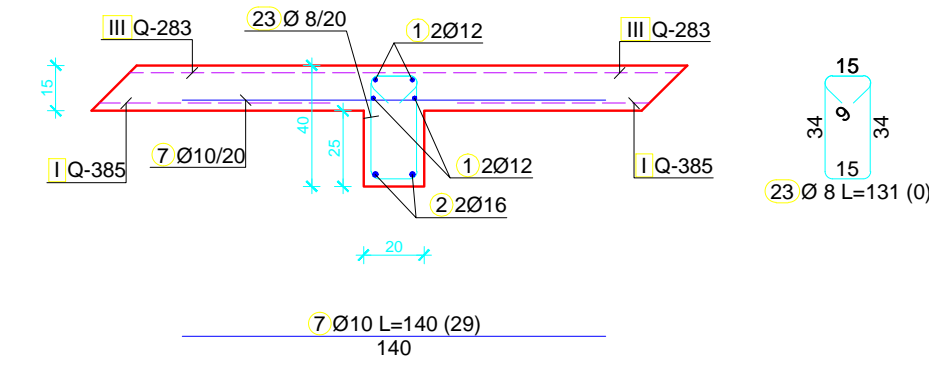 23 Ø 8/20
III Q-283
1 2Ø12
III Q-283
15
40
25
I Q-385
7 Ø10/20
1 2Ø12
I Q-385
2 2Ø16
20
15
34
9
34
15
23 Ø 8 L=131 (0)
7 Ø10 L=140 (29)
140